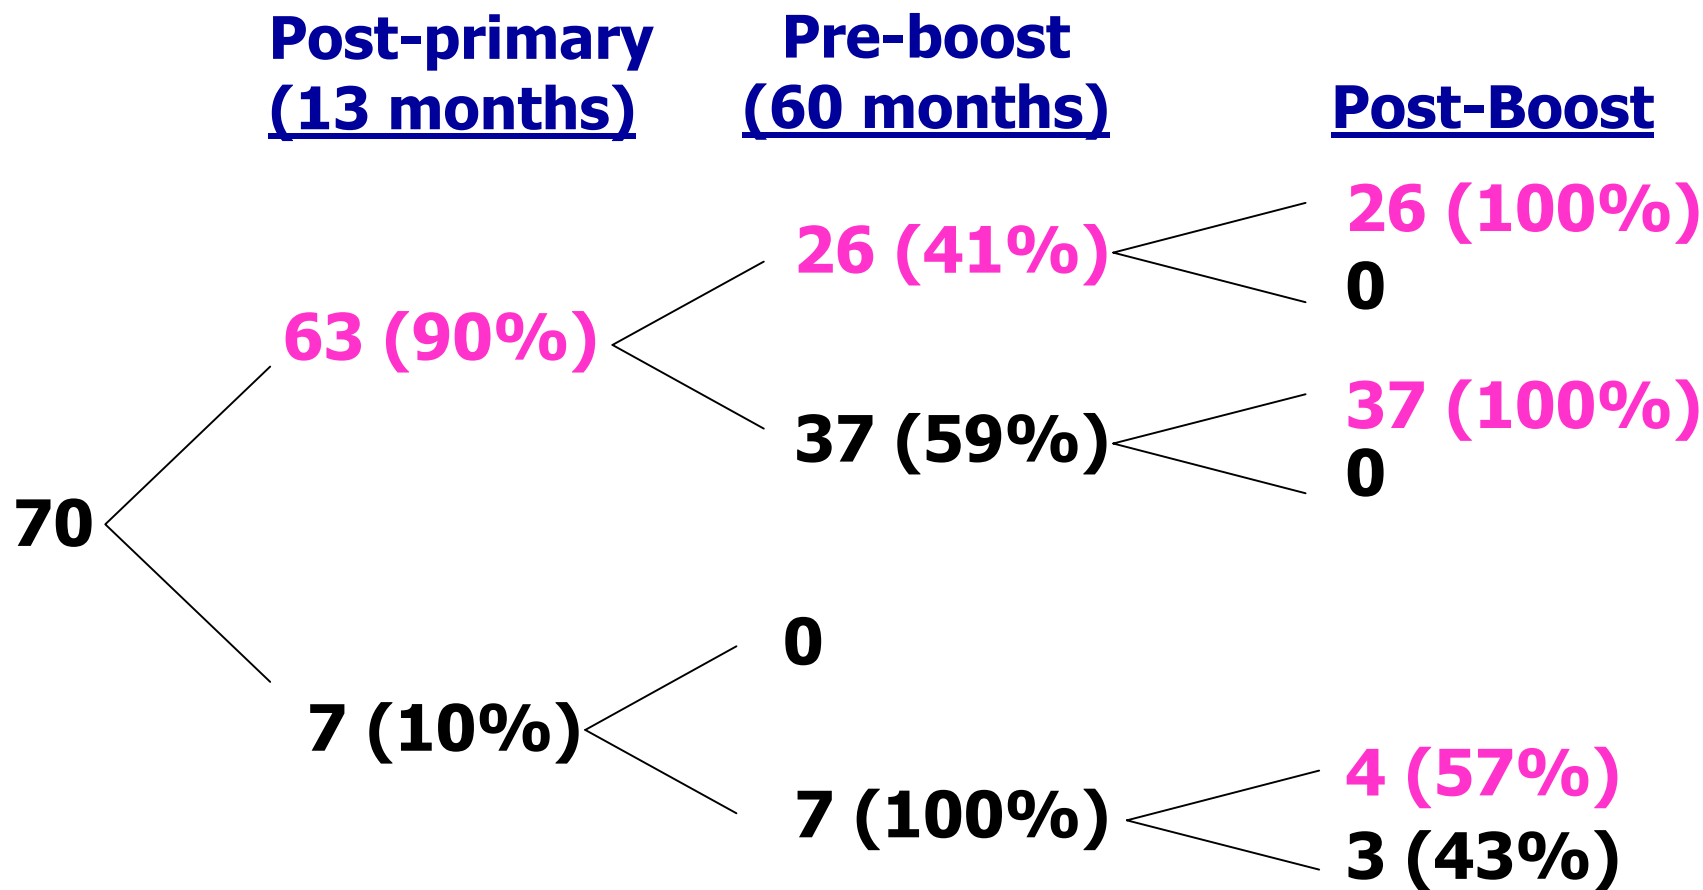 Post-primary
(13 months)
Pre-boost
(60 months)
Post-Boost
26 (100%)
26 (41%)
0
63 (90%)
37 (100%)
37 (59%)
0
70
0
7 (10%)
4 (57%)
7 (100%)
3 (43%)